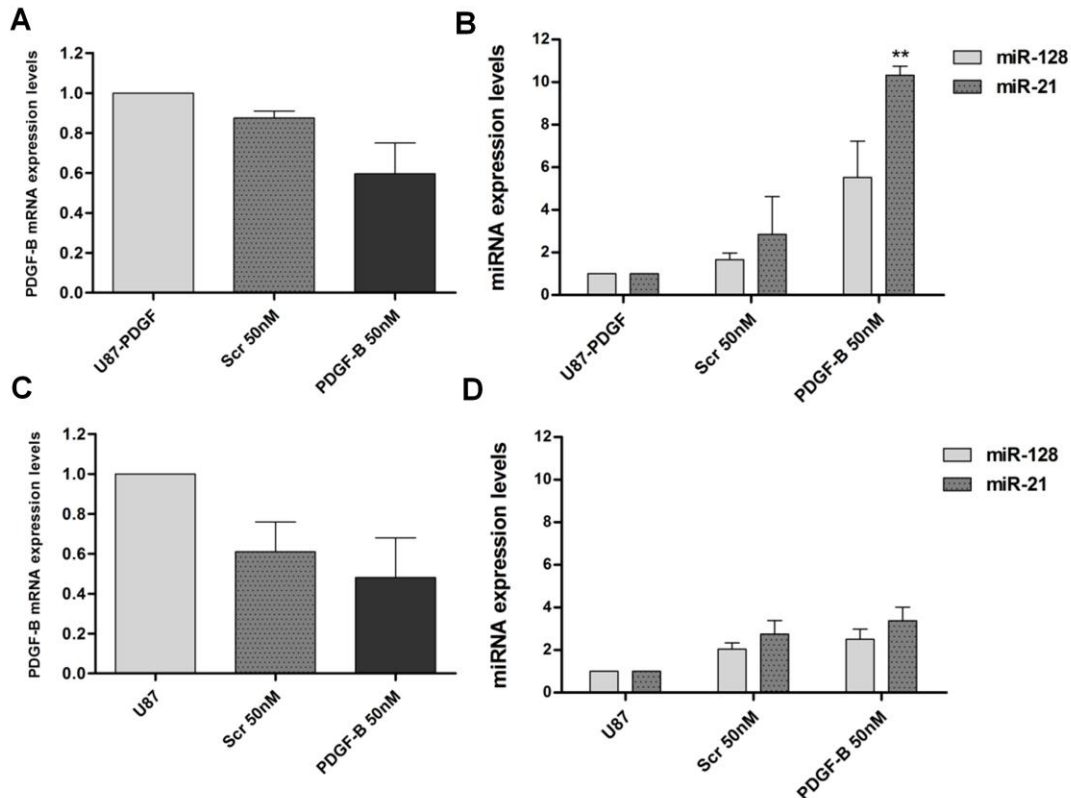 A
PDGF-B mRNA expression levels
1.2
1.0
0.8
0.6
0.4
0.2
0.0
U87-PDGF
Scr 50nM
PDGF-B 50nM
B
miRNA expression levels
12
10
8
6
4
2
0
**
miR-128
miR-21
U87-PDGF
Scr 50nM
PDGF-B 50nM
C
PDGF-B mRNA expression levels
1.2
1.0
0.8
0.6
0.4
0.2
0.0
U87
Scr 50nM
PDGF-B 50nM
D
miRNA expression levels
12
10
8
6
4
2
0
miR-128
miR-21
U87
Scr 50nM
PDGF-B 50nM